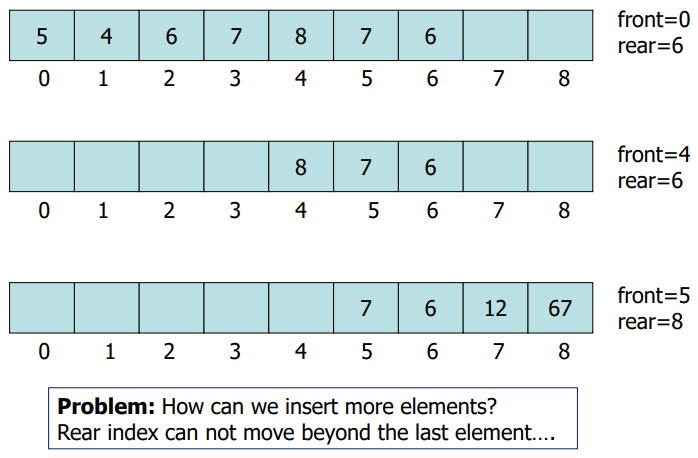 5 4 6 7 8 7 6
front=0
rear=6
0 1 2 3 4 5 6 7 8
8 7 6
front=4
rear=6
0 1 2 3 4 5 6 7 8
7 6 12 67
front=5
rear=8
0 1 2 3 4 5 6 7 8
Problem: How can we insert more elements?
Rear index can not move beyond the last element….